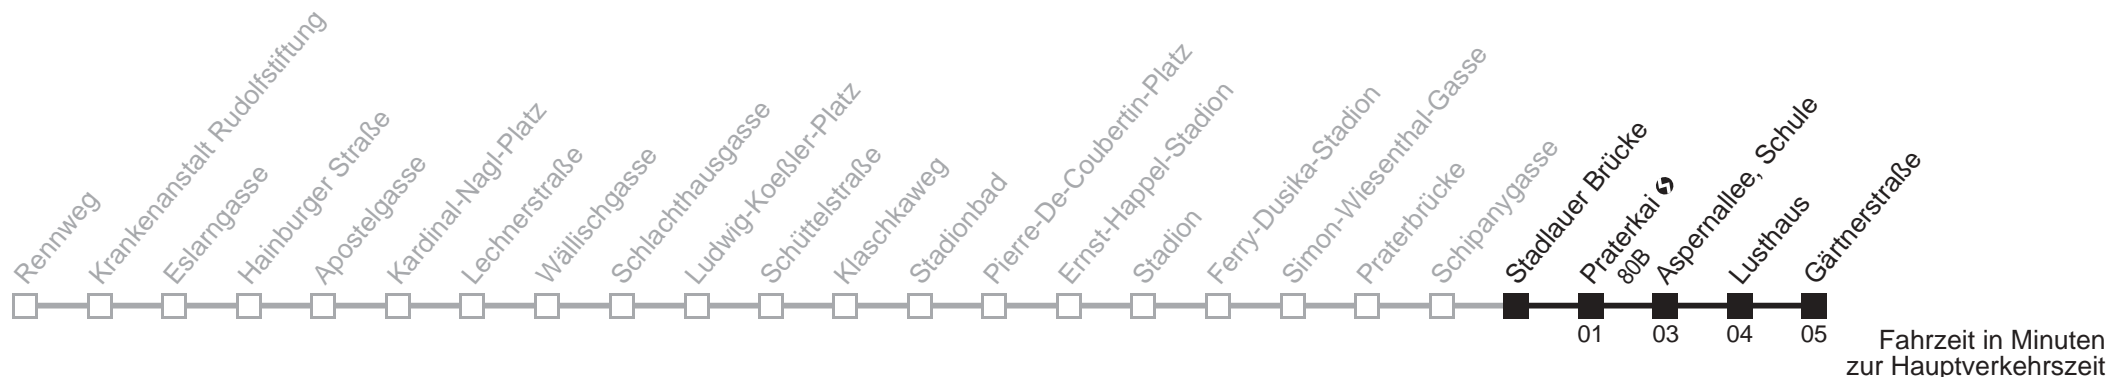 Rennweg
Krankenanstalt Rudolfstiftung
Eslarngasse
Hainburger Straße
Apostelgasse
Kardinal-Nagl-Platz
Lechnerstraße
Wällischgasse
Schlachthausgasse
Ludwig-Koeßler-Platz
Schüttelstraße
Klaschkaweg
Stadionbad
Pierre-De-Coubertin-Platz
Ernst-Happel-Stadion
Stadion
Ferry-Dusika-Stadion
Simon-Wiesenthal-Gasse
Praterbrücke
Schipanygasse
Stadlauer Brücke
Praterkai
80B
Aspernallee, Schule
Lusthaus
Gärtnerstraße
01 03 04 05
Fahrzeit in Minuten
zur Hauptverkehrszeit